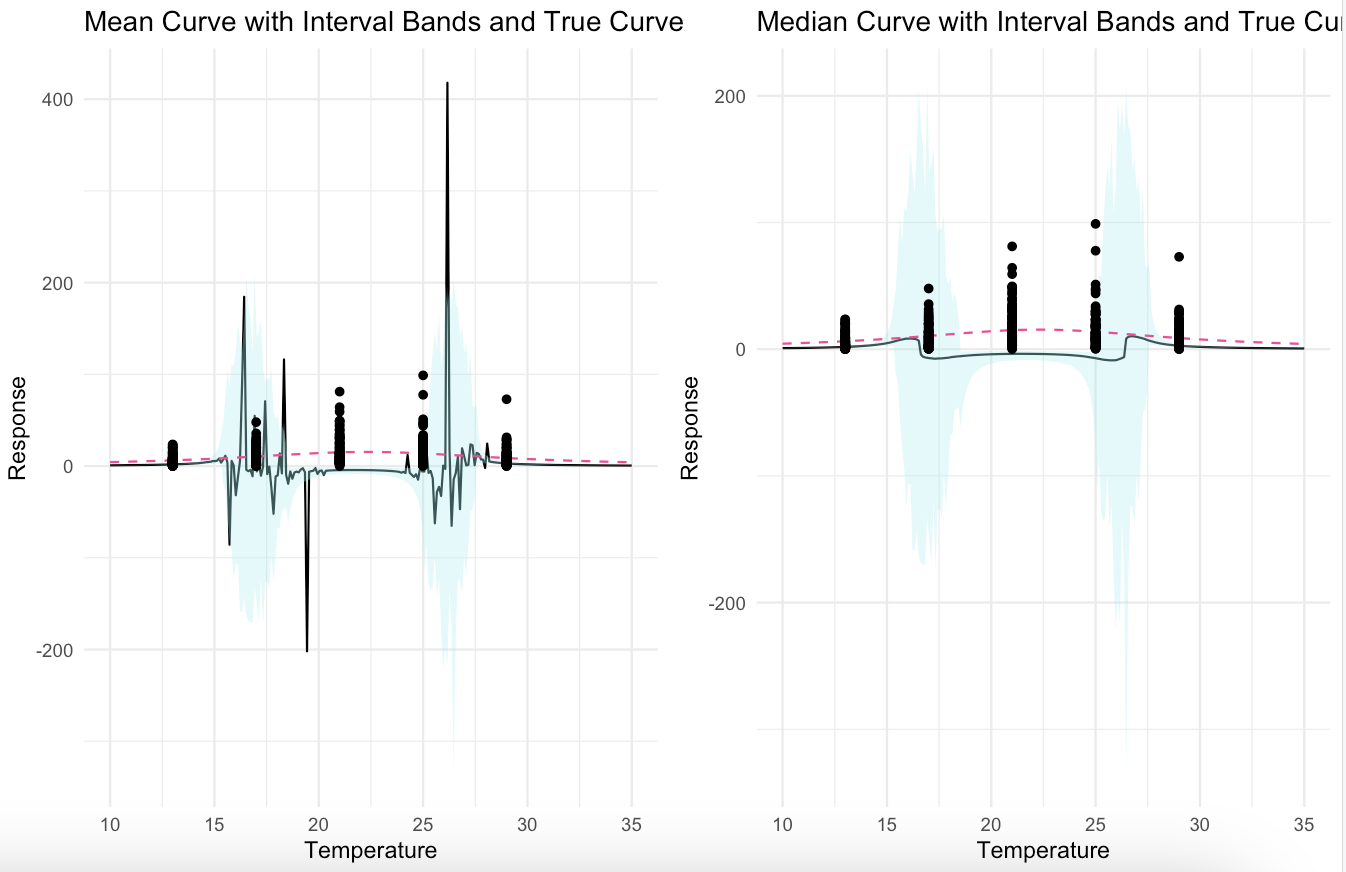 Mean Curve with Interval Bands and True Curve
400
200
0
-200
Response
10 15 20 25 30 35
Temperature
Median Curve with Interval Bands and True Cu
200
0
-200
Response
10 15 20 25 30 35
Temperature